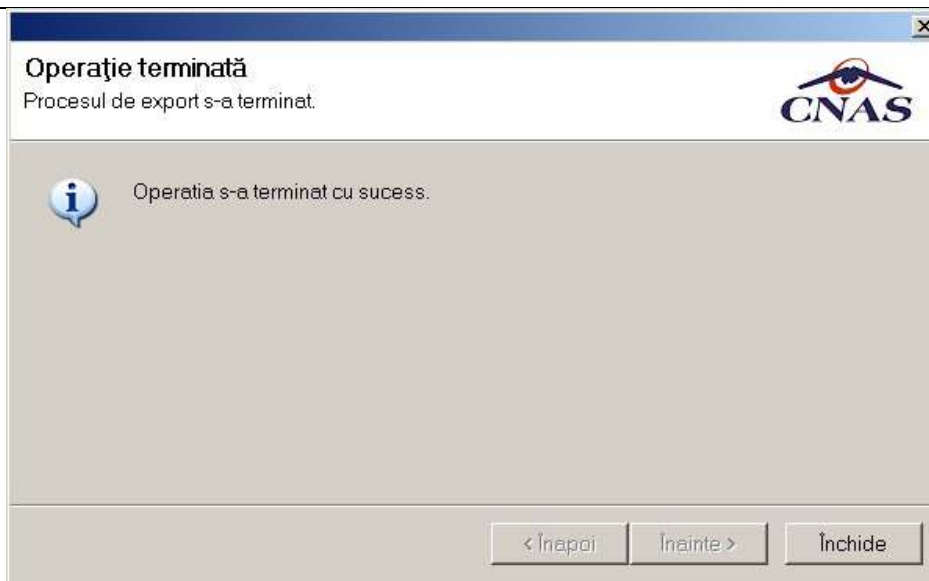 Operaţie terminată
Procesul de export s-a terminat.
CNAS
Operatia s-a terminat cu sucess.
< Înapoi
Înainte >
Închide